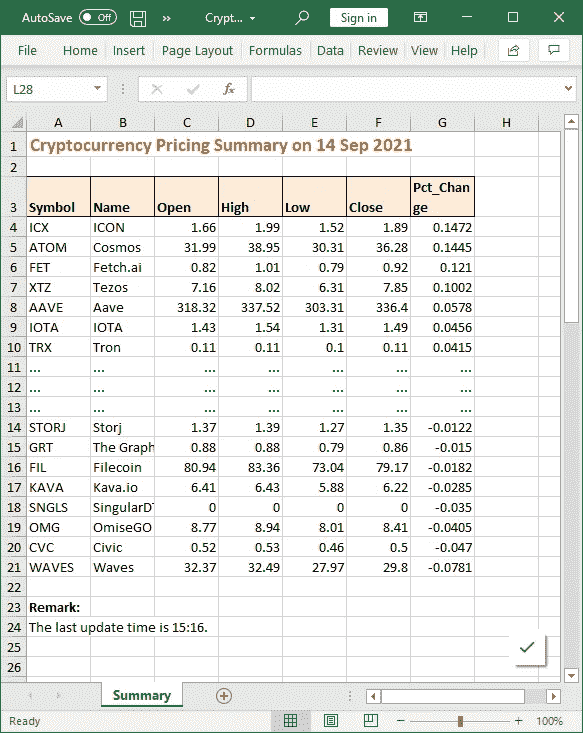 AutoSave Off » Crypt... Sign in
File Home Insert Page Layout Formulas Data Review View Help
L28 fx
A B C D E F G H
1 Cryptocurrency Pricing Summary on 14 Sep 2021
2
Pct_Chan
3 Symbol Name Open High Low Close ge
4 ICX ICON 1.66 1.99 1.52 1.89 0.1472
5 ATOM Cosmos 31.99 38.95 30.31 36.28 0.1445
6 FET Fetch.ai 0.82 1.01 0.79 0.92 0.121
7 XTZ Tezos 7.16 8.02 6.31 7.85 0.1002
8 AAVE Aave 318.32 337.52 303.31 336.4 0.0578
9 IOTA IOTA 1.43 1.54 1.31 1.49 0.0456
10 TRX Tron 0.11 0.11 0.1 0.11 0.0415
11 ... ... ... ... ... ... ...
12 ... ... ... ... ... ... ...
13 ... ... ... ... ... ... ...
14 STORJ Storj 1.37 1.39 1.27 1.35 -0.0122
15 GRT The Graph 0.88 0.88 0.79 0.86 -0.015
16 FIL Filecoin 80.94 83.36 73.04 79.17 -0.0182
17 KAVA Kava.io 6.41 6.43 5.88 6.22 -0.0285
18 SNGLS SingularD 0 0 0 0 -0.035
19 OMG OmiseGO 8.77 8.94 8.01 8.41 -0.0405
20 CVC Civic 0.52 0.53 0.46 0.5 -0.047
21 WAVES Waves 32.37 32.49 27.97 29.8 -0.0781
22
23 Remark:
24 The last update time is 15:16.
25
26
Summary
Ready 100%